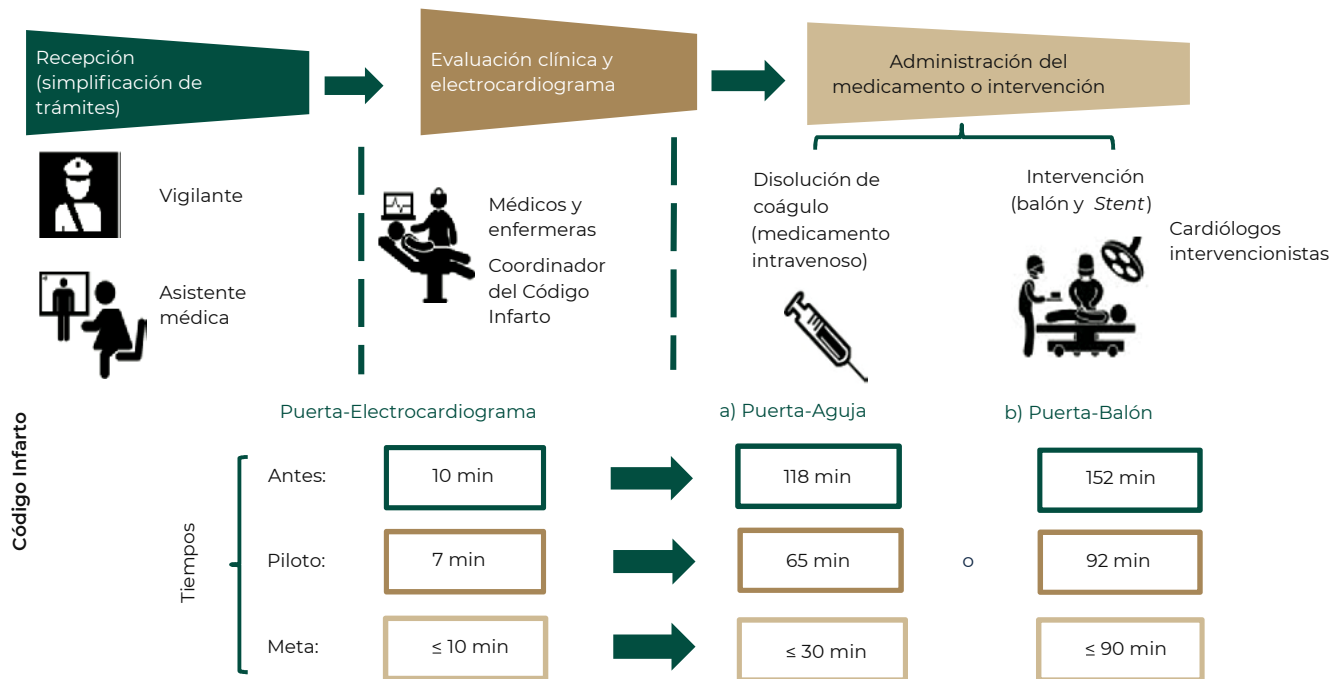 Recepción
(simplificación de
trámites)
Evaluación clínica y
electrocardiograma
Administración del
medicamento o intervención
Vigilante
Asistente
médica
Médicos y
enfermeras
Coordinador
del Código
Infarto
Disolución de
coágulo
(medicamento
intravenoso)
Intervención
(balón y Stent)
Cardiólogos
intervencionistas
Código Infarto
Puerta-Electrocardiograma
a) Puerta-Aguja
b) Puerta-Balón
Tiempos
Antes:
10 min
118 min
152 min
Piloto:
7 min
65 min
o
92 min
Meta:
≤ 10 min
≤ 30 min
≤ 90 min